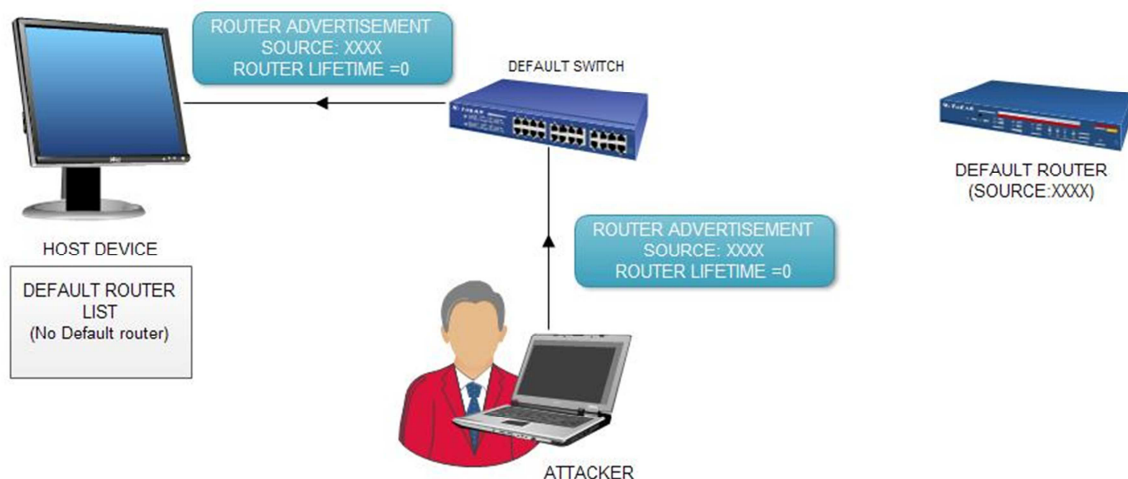 ROUTER ADVERTISEMENT
SOURCE: XXXX
ROUTER LIFETIME =0
DEFAULT SWITCH
DEFAULT ROUTER
(SOURCE:XXXX)
HOST DEVICE
DEFAULT ROUTER
LIST
(No Default router)
ROUTER ADVERTISEMENT
SOURCE: XXXX
ROUTER LIFETIME =0
ATTACKER